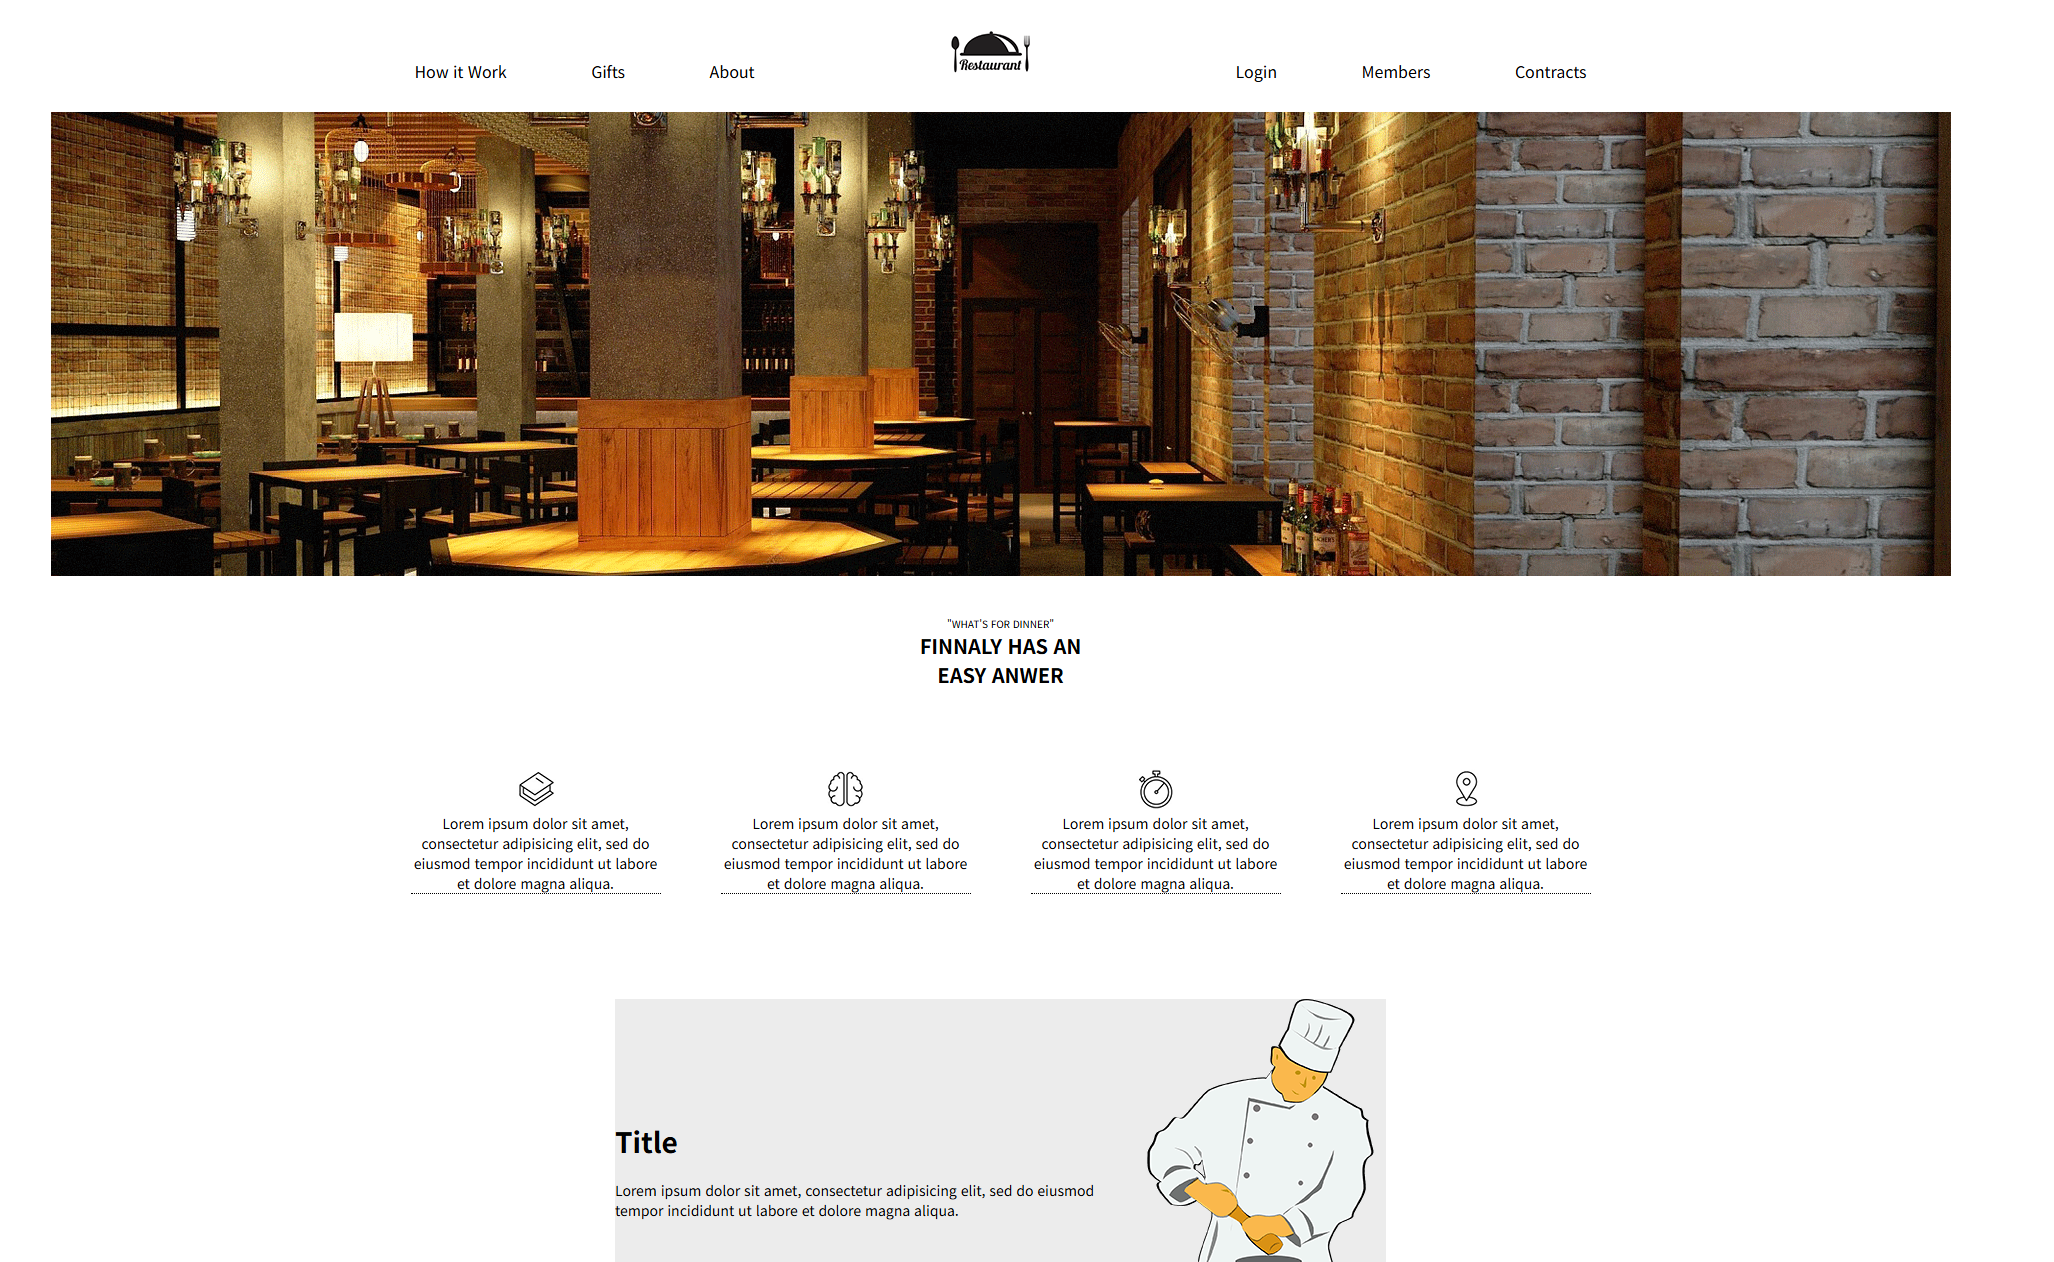 How it Work
Gifts
About
Restaurant
Login
Members
Contracts
"WHAT'S FOR DINNER"
FINNALY HAS AN
EASY ANWER
Lorem ipsum dolor sit amet,
consectetur adipisicing elit, sed do
eiusmod tempor incididunt ut labore
et dolore magna aliqua.
Lorem ipsum dolor sit amet,
consectetur adipisicing elit, sed do
eiusmod tempor incididunt ut labore
et dolore magna aliqua.
Lorem ipsum dolor sit amet,
consectetur adipisicing elit, sed do
eiusmod tempor incididunt ut labore
et dolore magna aliqua.
Lorem ipsum dolor sit amet,
consectetur adipisicing elit, sed do
eiusmod tempor incididunt ut labore
et dolore magna aliqua.
Title
Lorem ipsum dolor sit amet, consectetur adipisicing elit, sed do eiusmod
tempor incididunt ut labore et dolore magna aliqua.